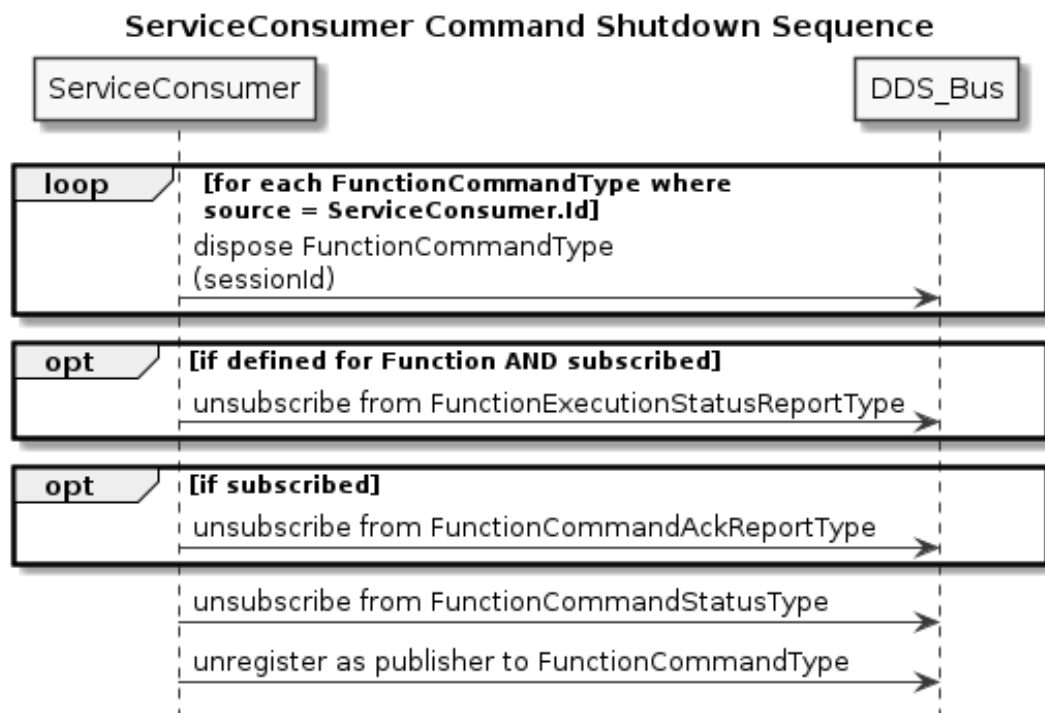 ServiceConsumer Command Shutdown Sequence
ServiceConsumer
DDS_Bus
loop
[for each FunctionCommandType where
source = ServiceConsumer.Id]
dispose FunctionCommandType
(sessionId)
opt
[if defined for Function AND subscribed]
unsubscribe from FunctionExecutionStatusReportType
opt
[if subscribed]
unsubscribe from FunctionCommandAckReportType
unsubscribe from FunctionCommandStatusType
unregister as publisher to FunctionCommandType